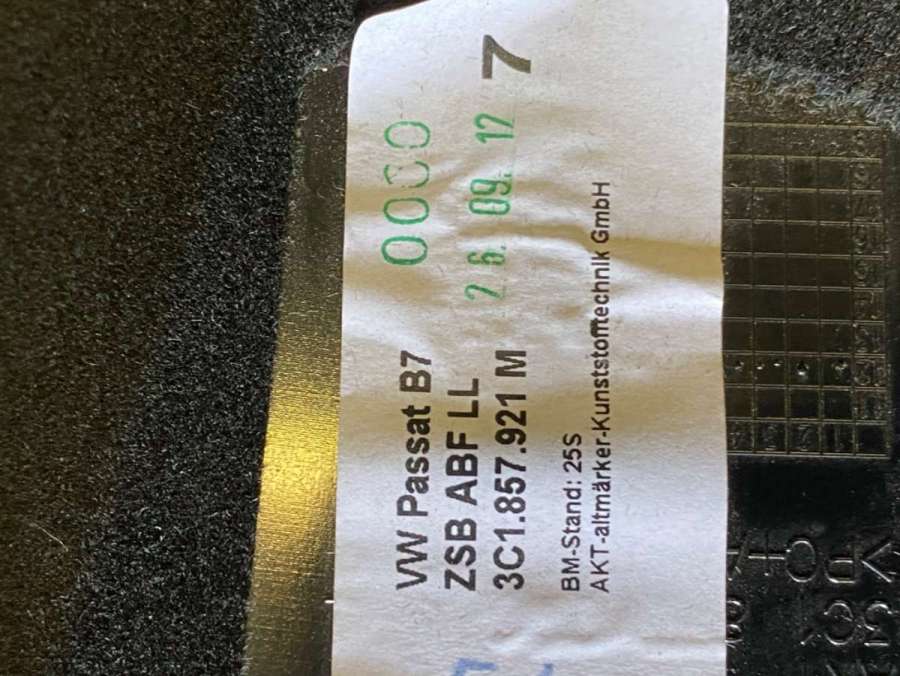 VW Passat B7 0000
ZSB ABF LL 26. 09. 12
3C1.857.921 M 7
BM-Stand: 25S
AKT-altmärker-Kunststofftechnik GmbH